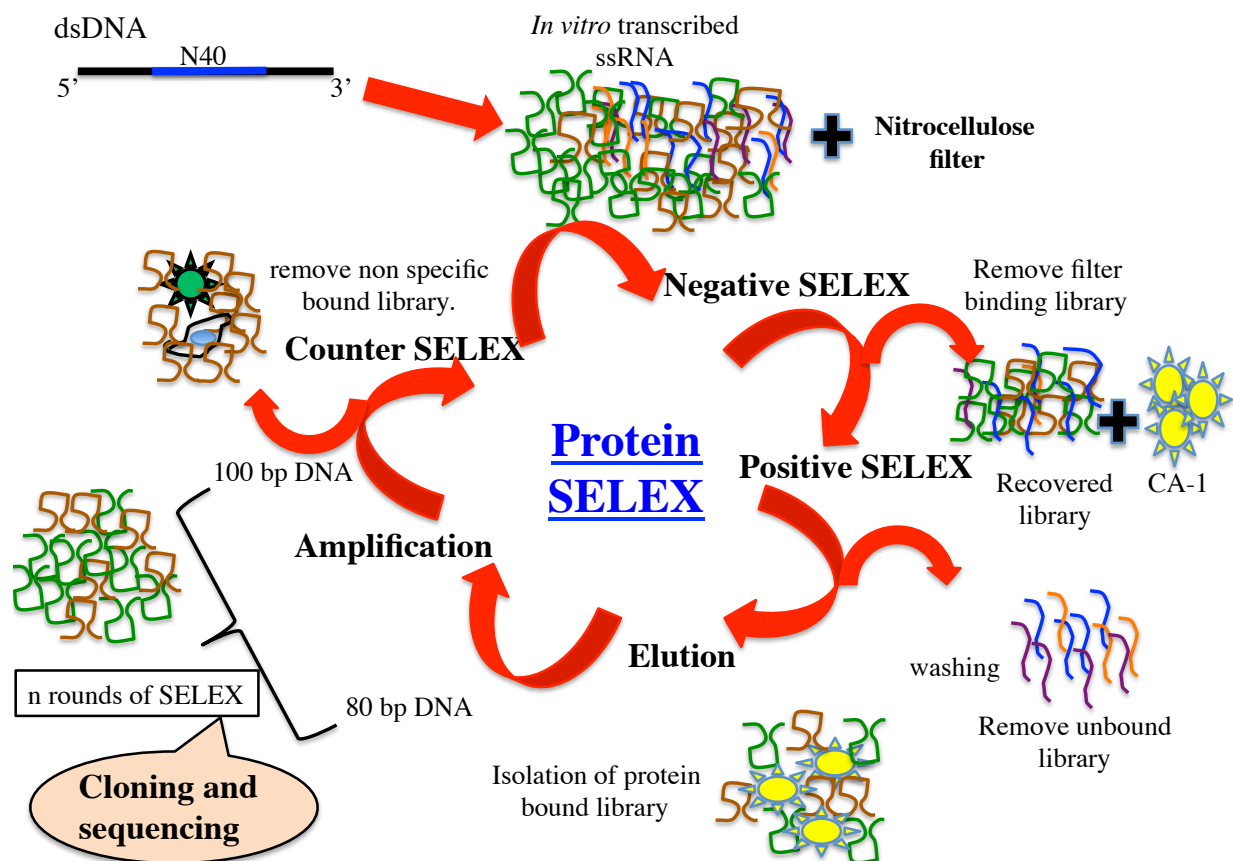 dsDNA
N40
5’
3’
In vitro transcribed
ssRNA
Nitrocellulose
filter
remove non specific
bound library.
Counter SELEX
Negative SELEX
Remove filter
binding library
Protein
SELEX
Positive SELEX
Recovered
library
CA-1
100 bp DNA
Amplification
n rounds of SELEX
80 bp DNA
Cloning and
sequencing
Elution
washing
Remove unbound
library
Isolation of protein
bound library